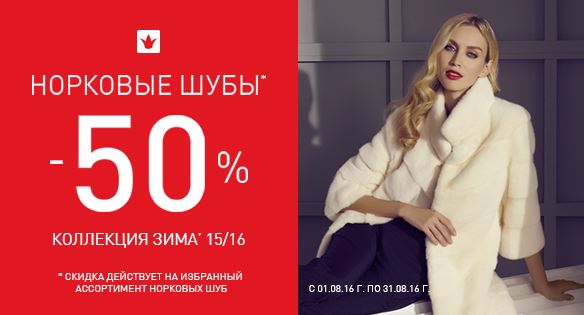 НОРКОВЫЕ ШУБЫ*
-50%
КОЛЛЕКЦИЯ ЗИМА' 15/16
* СКИДКА ДЕЙСТВУЕТ НА ИЗБРАННЫЙ
АССОРТИМЕНТ НОРКОВЫХ ШУБ
С 01.08.16 Г. ПО 31.08.16 Г.